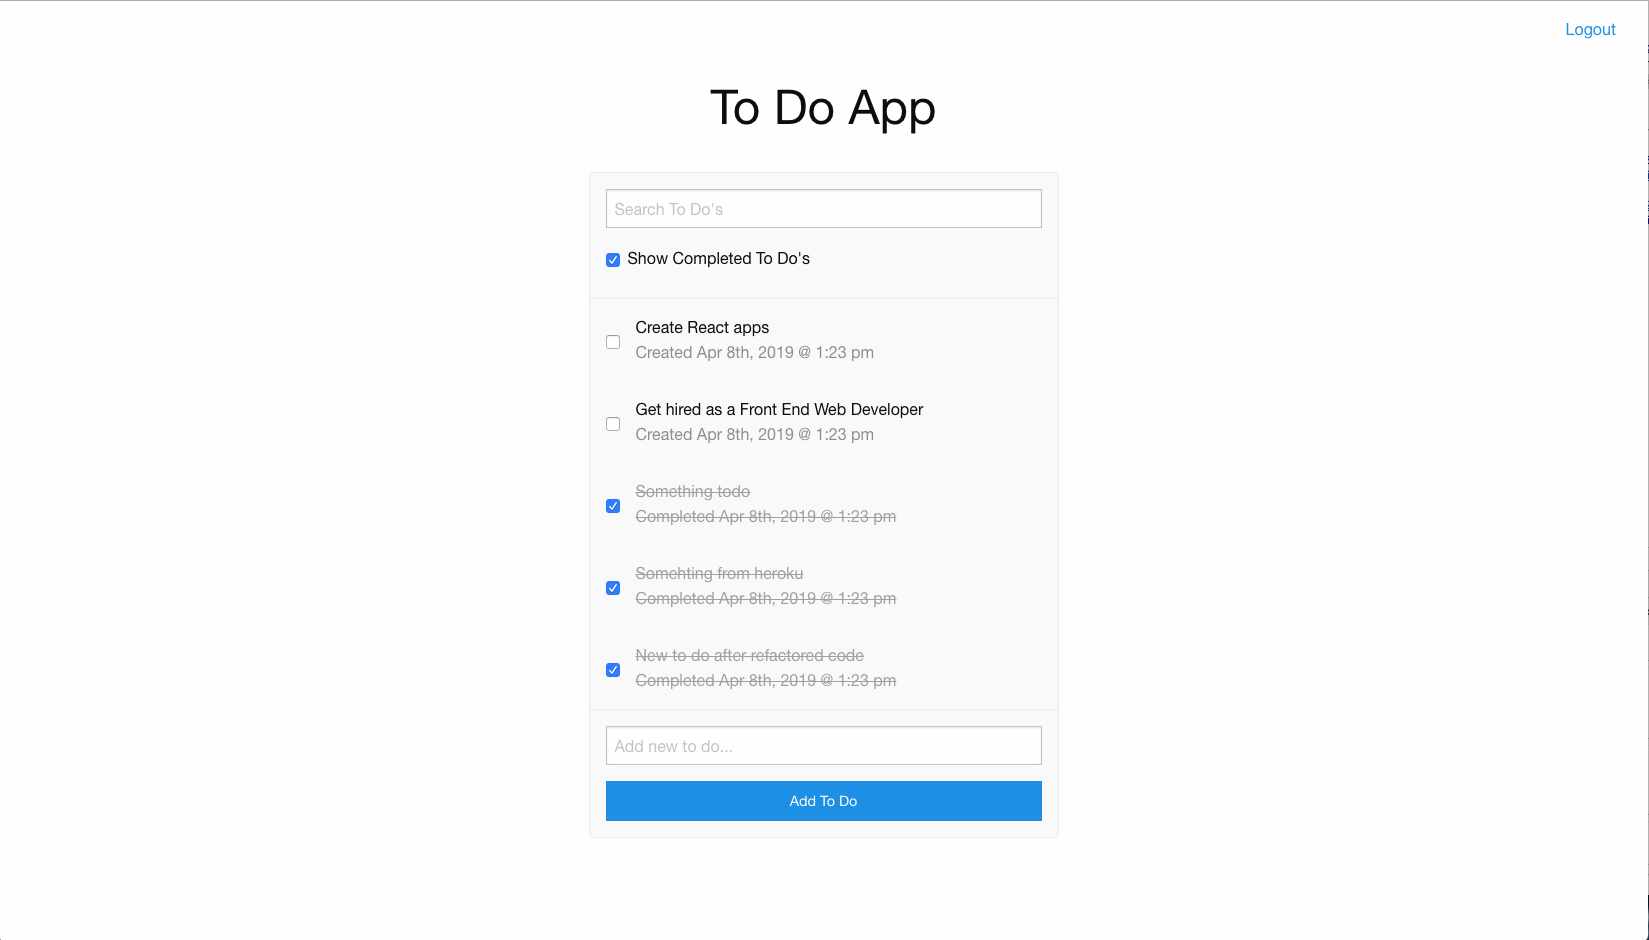 Logout
To Do App
Search To Do's
Show Completed To Do's
Create React apps
Created Apr 8th, 2019 @ 1:23 pm
Get hired as a Front End Web Developer
Created Apr 8th, 2019 @ 1:23 pm
Something todo
Completed Apr 8th, 2019 @ 1:23 pm
Somehting from heroku
Completed Apr 8th, 2019 @ 1:23 pm
New to do after refactored code
Completed Apr 8th, 2019 @ 1:23 pm
Add new to do...
Add To Do